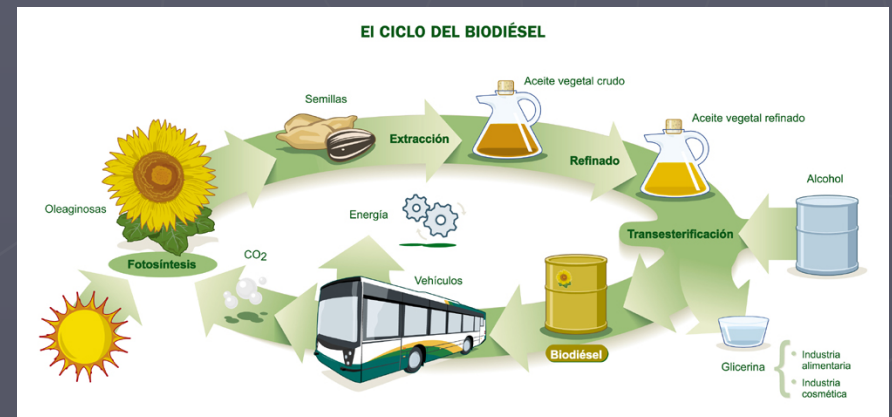 El CICLO DEL BIODIÉSEL
Semillas
Extracción
Aceite vegetal crudo
Refinado
Aceite vegetal refinado
Alcohol
Transesterificación
Oleaginosas
Fotosíntesis
CO2
Energía
Vehículos
Biodiésel
Glicerina
Industria
alimentaria
Industria
cosmética